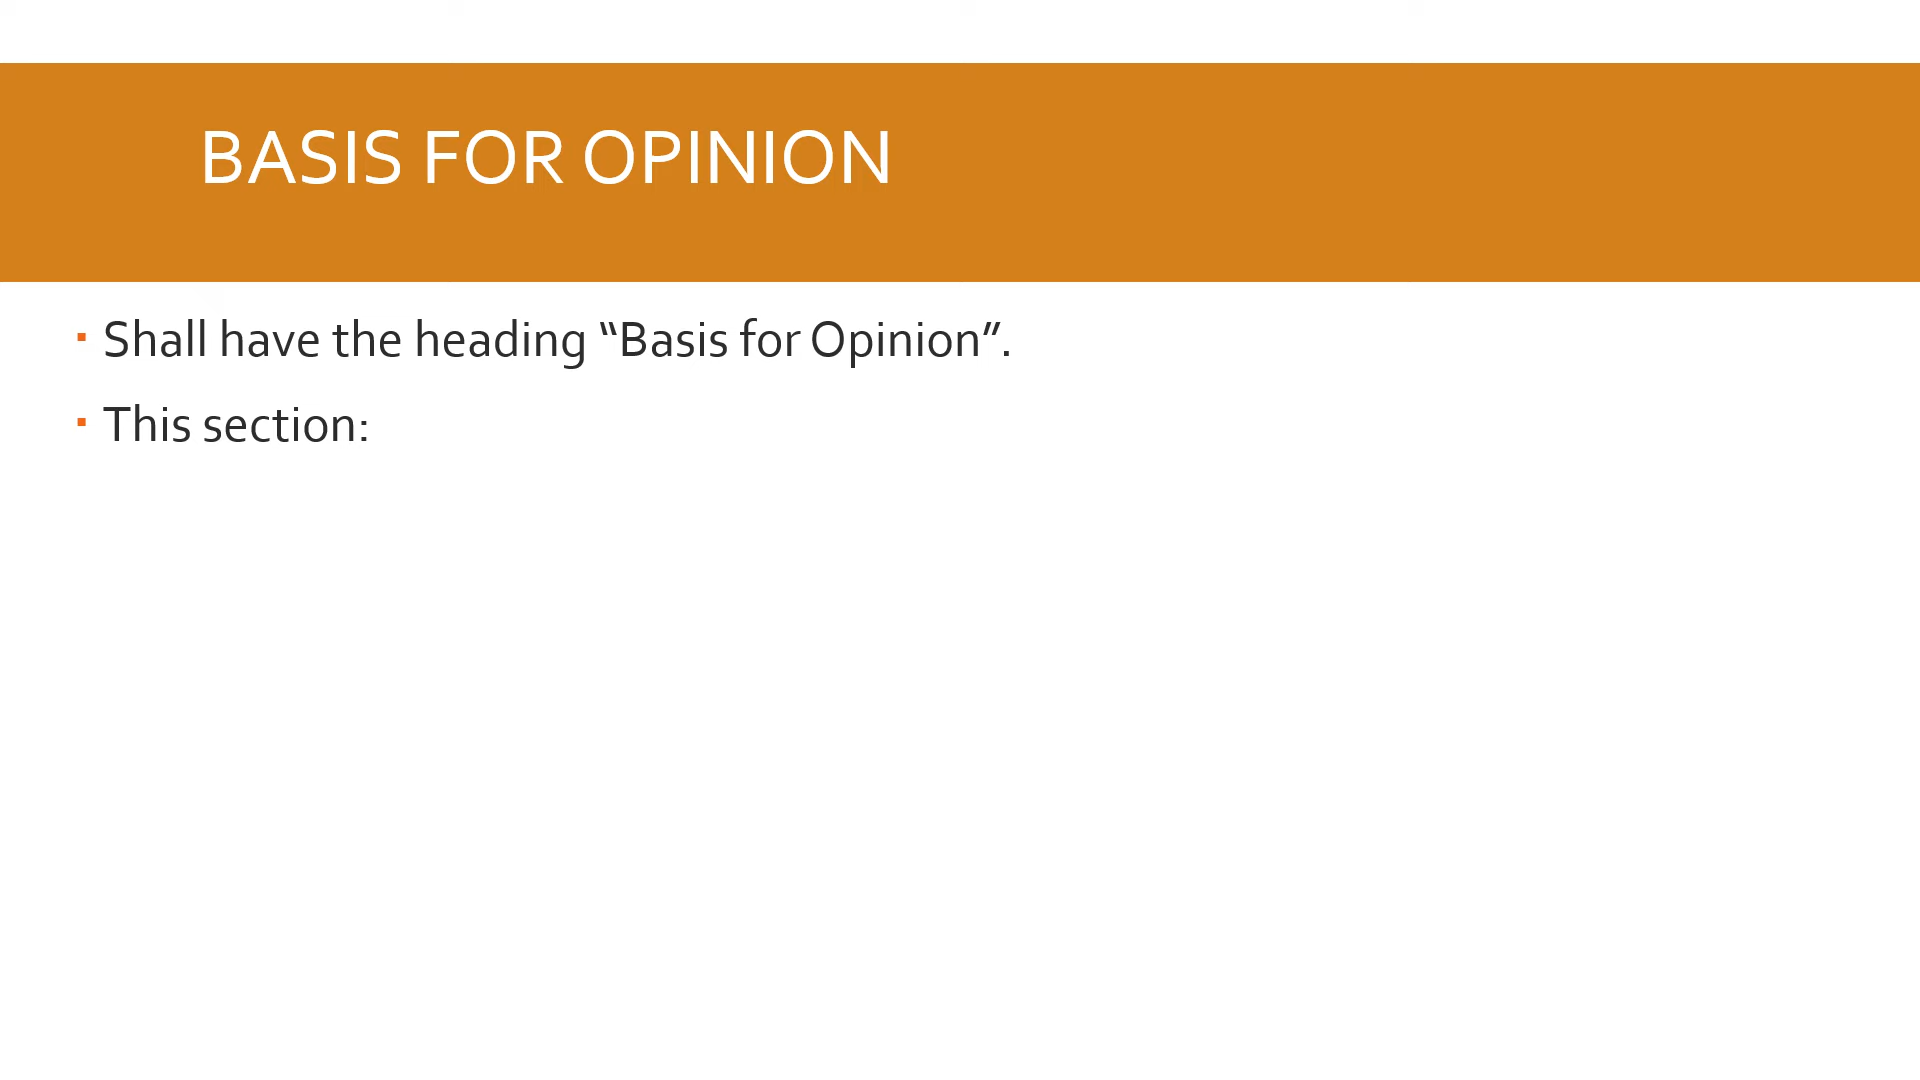 BASIS FOR OPINION
▪ Shall have the heading “Basis for Opinion”.
▪ This section: